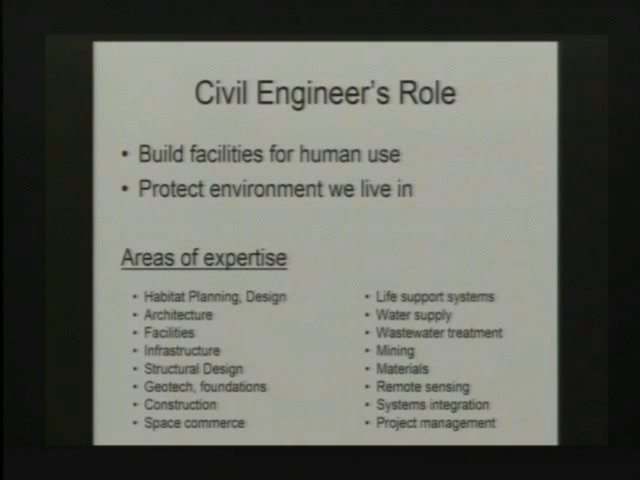 Civil Engineer's Role
• Build facilities for human use
• Protect environment we live in
Areas of expertise
• Habitat Planning, Design
• Architecture
• Facilities
• Infrastructure
• Structural Design
• Geotech, foundations
• Construction
• Space commerce
• Life support systems
• Water supply
• Wastewater treatment
• Mining
• Materials
• Remote sensing
• Systems integration
• Project management